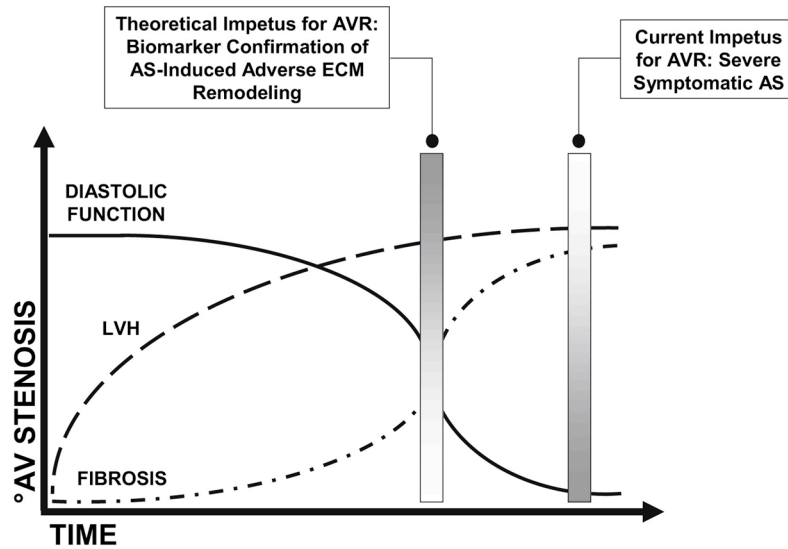 Theoretical Impetus for AVR:
Biomarker Confirmation of
AS-Induced Adverse ECM
Remodeling
Current Impetus
for AVR: Severe
Symptomatic AS
DIASTOLIC
FUNCTION
LVH
FIBROSIS
°AV STENOSIS
TIME